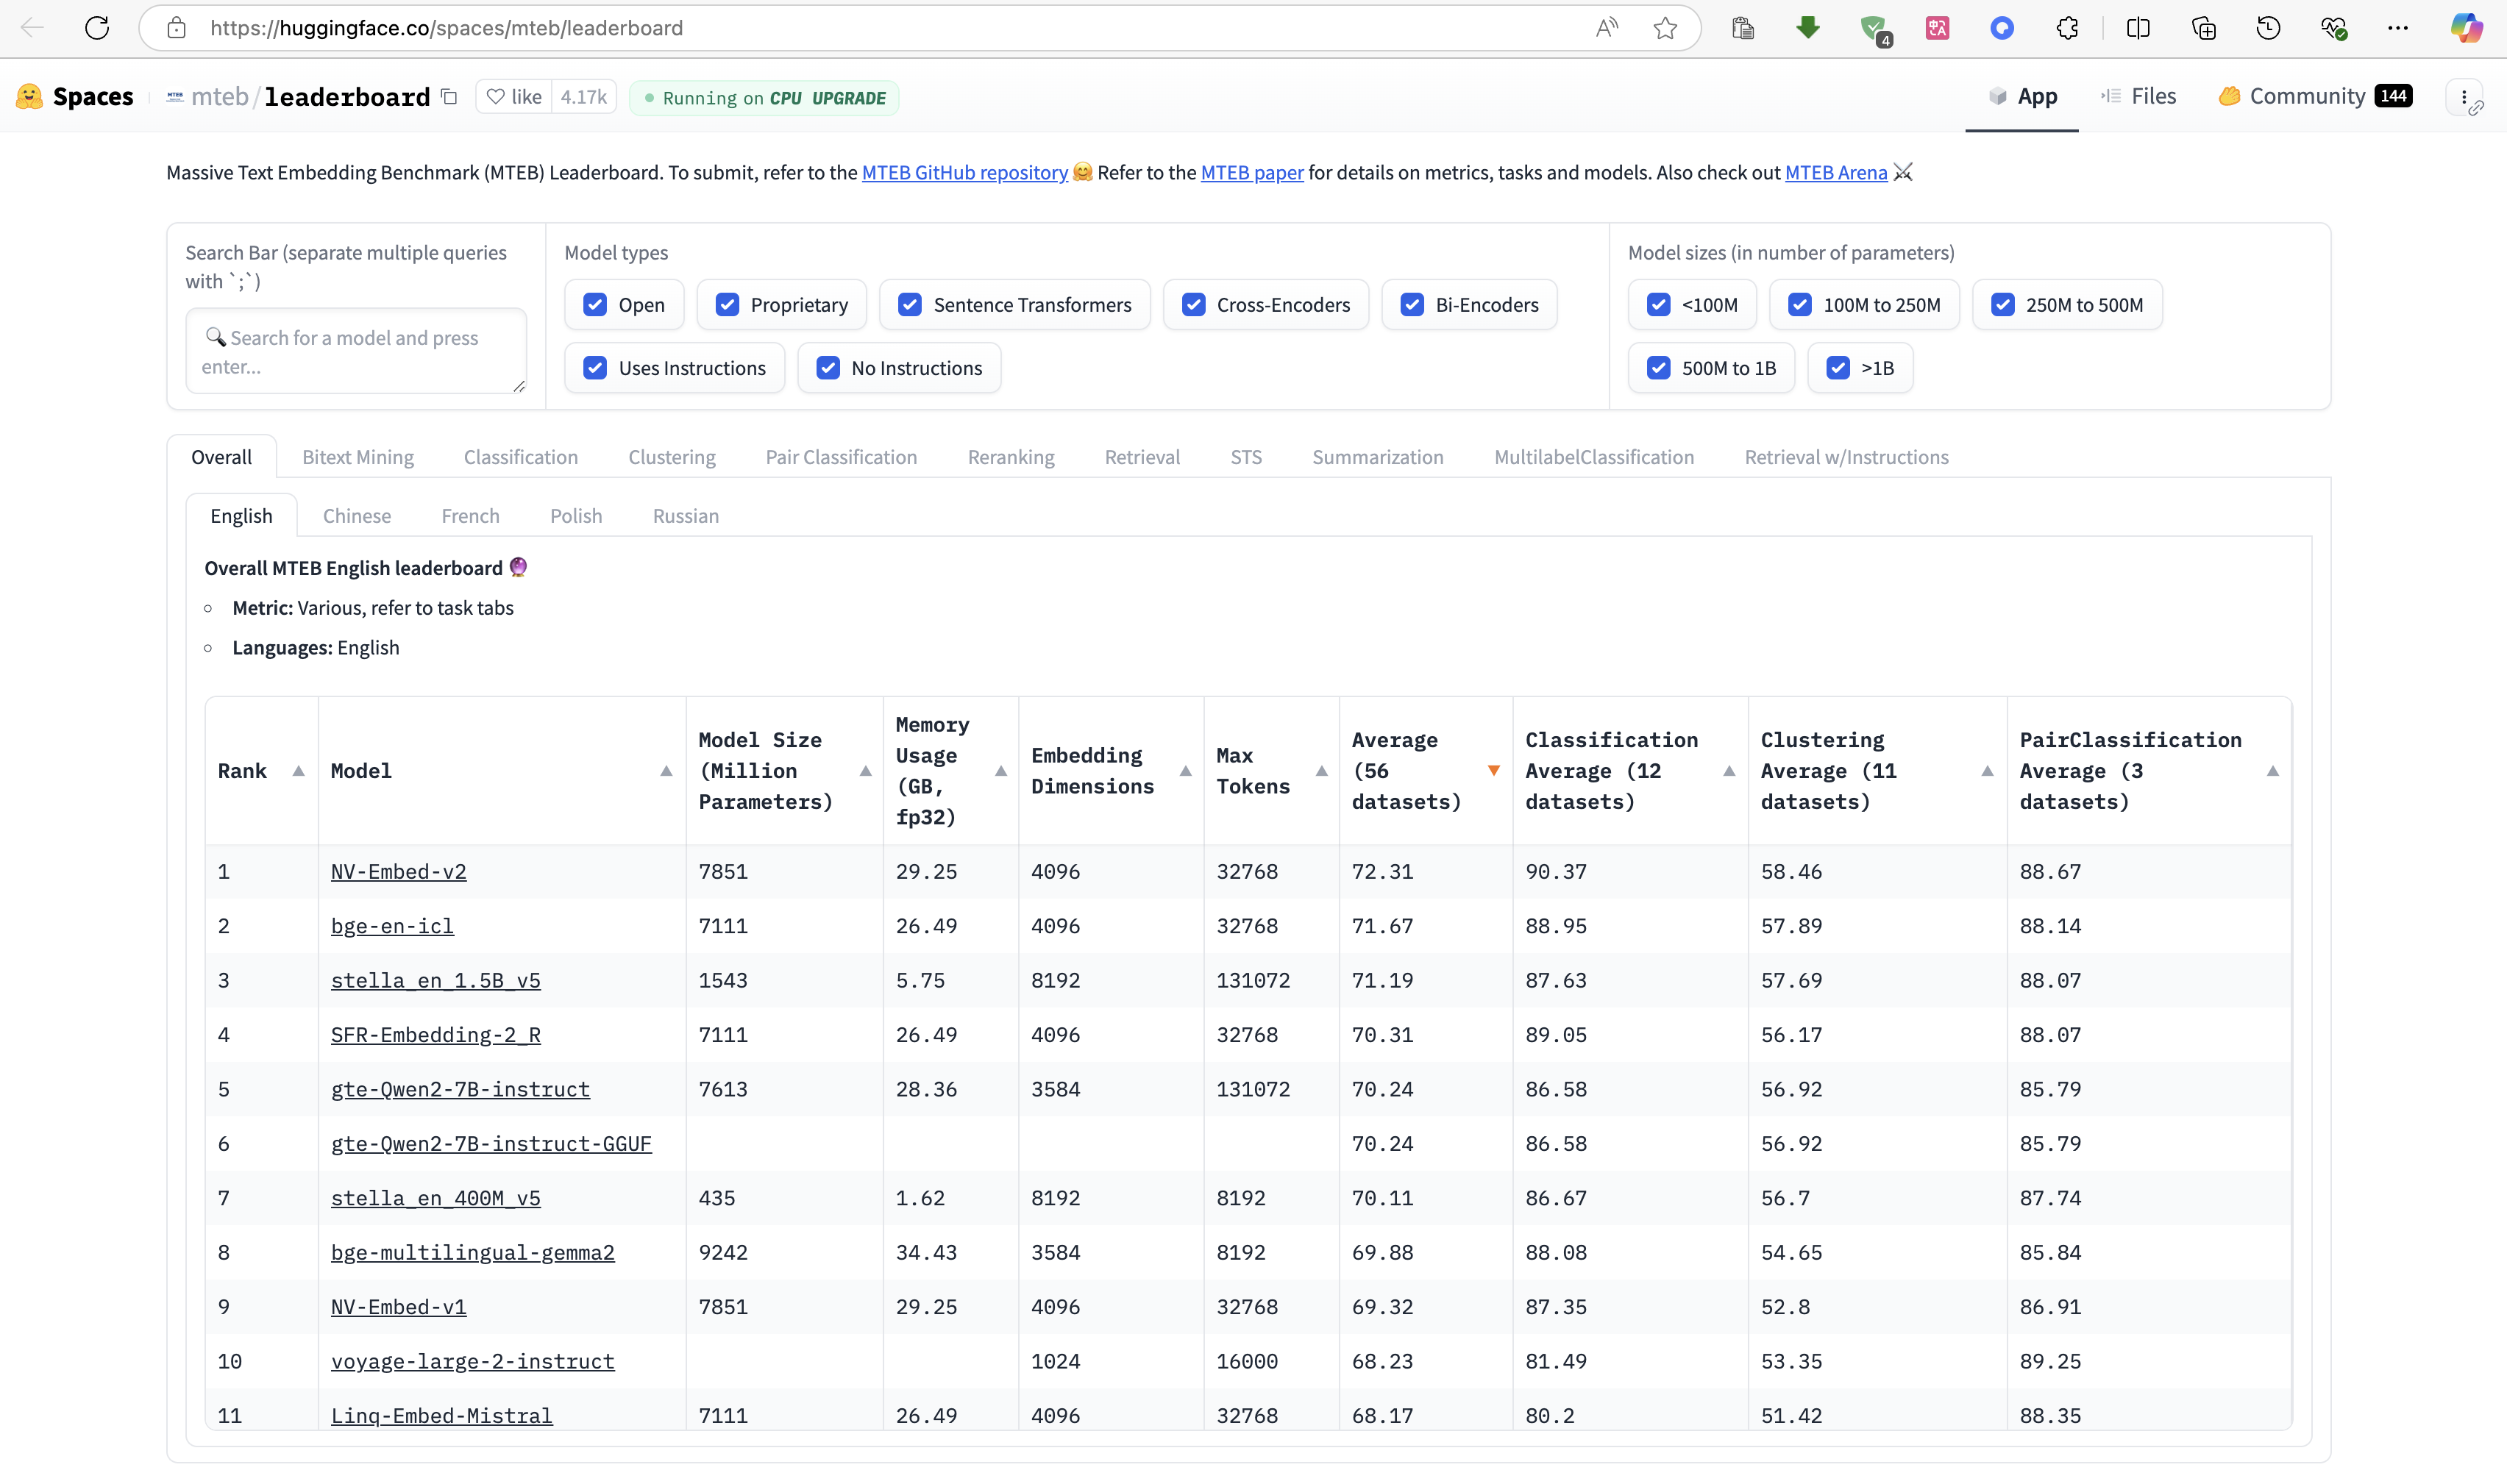 https://huggingface.co/spaces/mteb/leaderboard
4
Spaces mteb/leaderboard like 4.17k Running on CPU UPGRADE App Files Community 144
Massive Text Embedding Benchmark (MTEB) Leaderboard. To submit, refer to the MTEB GitHub repository 🤗 Refer to the MTEB paper for details on metrics, tasks and models. Also check out MTEB Arena ⚔
Search Bar (separate multiple queries
with `;`)
🔍 Search for a model and press
enter...
Model types
Open Proprietary Sentence Transformers Cross-Encoders Bi-Encoders
Uses Instructions No Instructions
Model sizes (in number of parameters)
<100M 100M to 250M 250M to 500M
500M to 1B >1B
Overall Bitext Mining Classification Clustering Pair Classification Reranking Retrieval STS Summarization MultilabelClassification Retrieval w/Instructions
English Chinese French Polish Russian
Overall MTEB English leaderboard 🔮
Metric: Various, refer to task tabs
Languages: English
Rank
Model
Model Size
(Million
Parameters)
Memory
Usage
(GB,
fp32)
Embedding
Dimensions
Max
Tokens
Average
(56
datasets)
Classification
Average (12
datasets)
Clustering
Average (11
datasets)
PairClassification
Average (3
datasets)
1 NV-Embed-v2 7851 29.25 4096 32768 72.31 90.37 58.46 88.67
2 bge-en-icl 7111 26.49 4096 32768 71.67 88.95 57.89 88.14
3 stella_en_1.5B_v5 1543 5.75 8192 131072 71.19 87.63 57.69 88.07
4 SFR-Embedding-2_R 7111 26.49 4096 32768 70.31 89.05 56.17 88.07
5 gte-Qwen2-7B-instruct 7613 28.36 3584 131072 70.24 86.58 56.92 85.79
6 gte-Qwen2-7B-instruct-GGUF 70.24 86.58 56.92 85.79
7 stella_en_400M_v5 435 1.62 8192 8192 70.11 86.67 56.7 87.74
8 bge-multilingual-gemma2 9242 34.43 3584 8192 69.88 88.08 54.65 85.84
9 NV-Embed-v1 7851 29.25 4096 32768 69.32 87.35 52.8 86.91
10 voyage-large-2-instruct 1024 16000 68.23 81.49 53.35 89.25
11 Linq-Embed-Mistral 7111 26.49 4096 32768 68.17 80.2 51.42 88.35